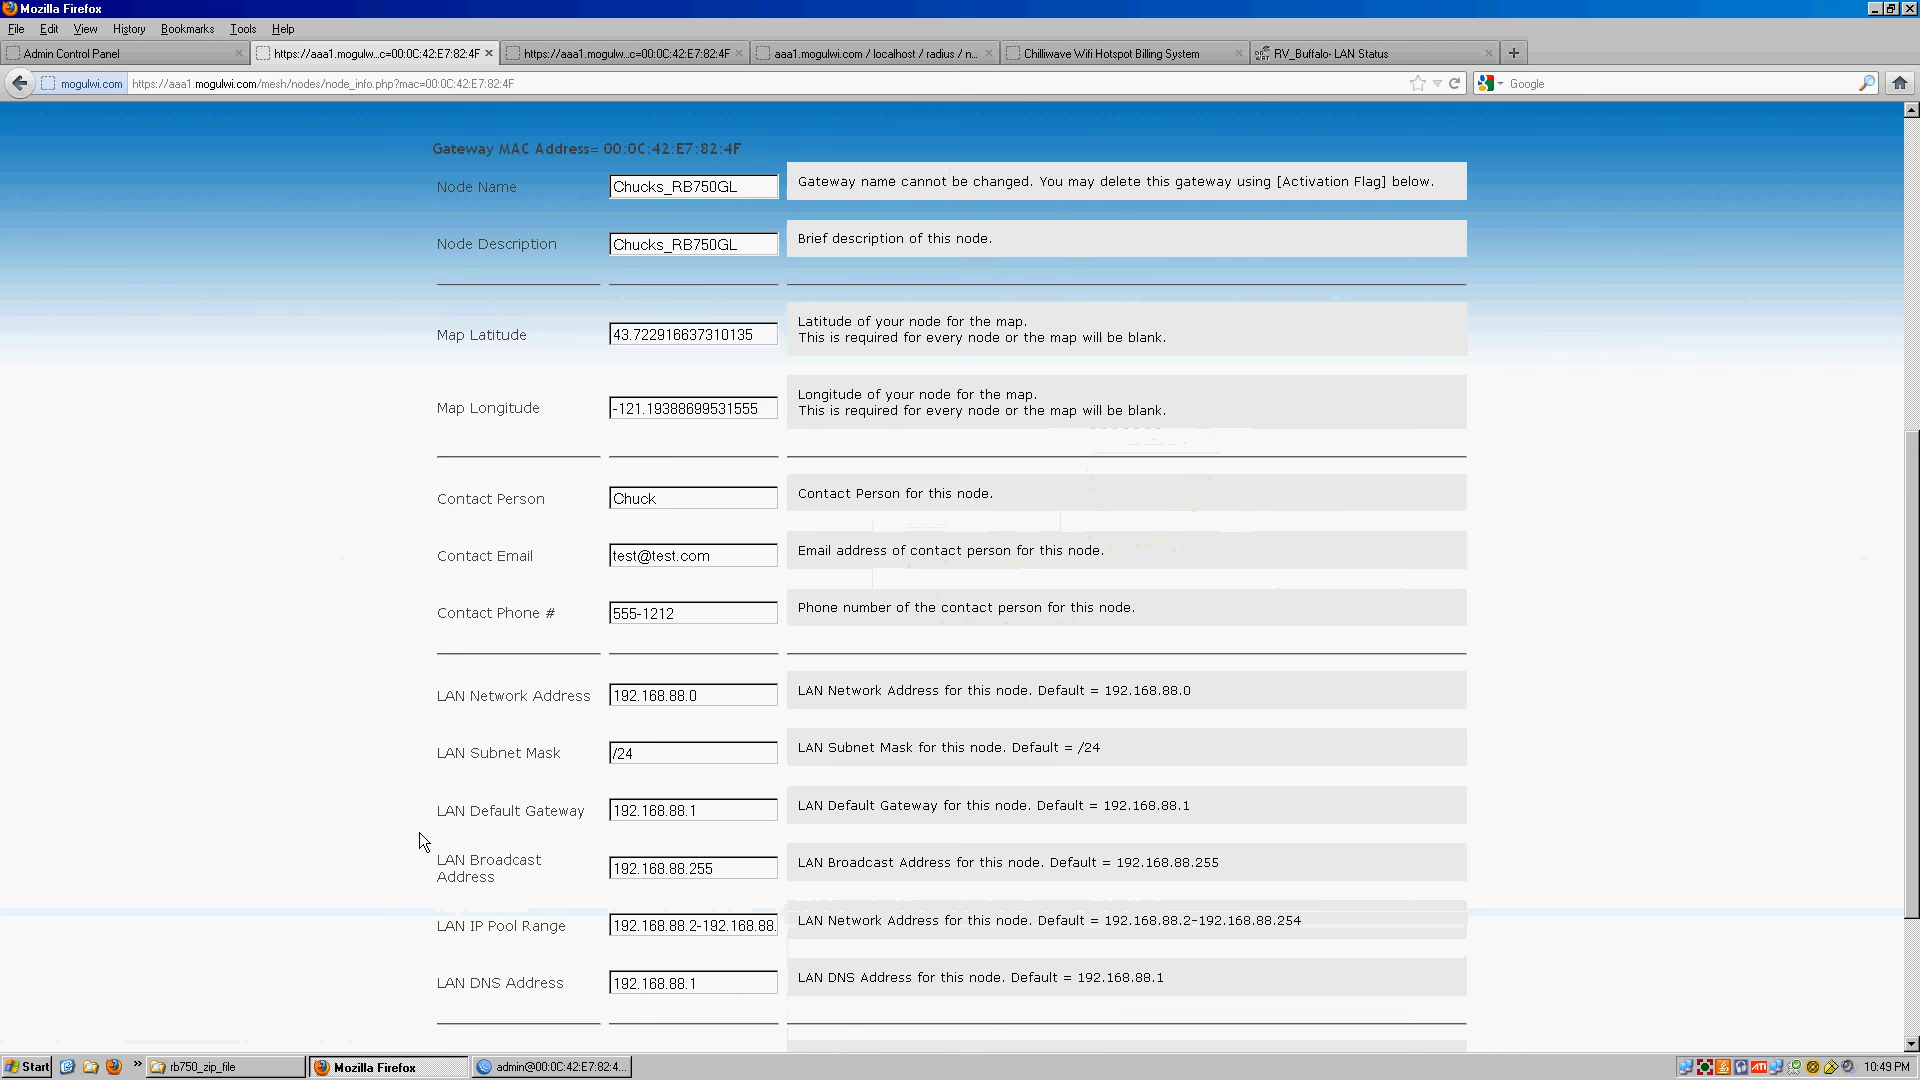 Mozilla Firefox
File Edit View History Bookmarks Tools Help
Admin Control Panel
https://aaa1.mogulw...c=00:0C:42:E7:82:4F
https://aaa1.mogulw...c=00:0C:42:E7:82:4F
aaa1.mogulwi.com / localhost / radius / n...
Chilliwave Wifi Hotspot Billing System
RV_Buffalo- LAN Status
mogulwi.com
https://aaa1.mogulwi.com/mesh/nodes/node_info.php?mac=00:0C:42:E7:82:4F
Google
Gateway MAC Address= 00:0C:42:E7:82:4F
Node Name
Chucks_RB750GL
Gateway name cannot be changed. You may delete this gateway using [Activation Flag] below.
Node Description
Chucks_RB750GL
Brief description of this node.
Map Latitude
43.722916637310135
Latitude of your node for the map.
This is required for every node or the map will be blank.
Map Longitude
-121.19388699531555
Longitude of your node for the map.
This is required for every node or the map will be blank.
Contact Person
Chuck
Contact Person for this node.
Contact Email
test@test.com
Email address of contact person for this node.
Contact Phone #
555-1212
Phone number of the contact person for this node.
LAN Network Address
192.168.88.0
LAN Network Address for this node. Default = 192.168.88.0
LAN Subnet Mask
/24
LAN Subnet Mask for this node. Default = /24
LAN Default Gateway
192.168.88.1
LAN Default Gateway for this node. Default = 192.168.88.1
LAN Broadcast
Address
192.168.88.255
LAN Broadcast Address for this node. Default = 192.168.88.255
LAN IP Pool Range
192.168.88.2-192.168.88.
LAN Network Address for this node. Default = 192.168.88.2-192.168.88.254
LAN DNS Address
192.168.88.1
LAN DNS Address for this node. Default = 192.168.88.1
Start
rb750_zip_file
Mozilla Firefox
admin@00:0C:42:E7:82:4...
ATI
10:49 PM